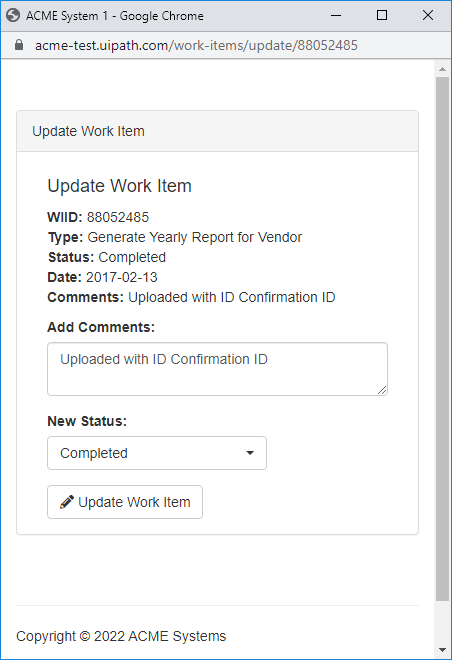 ACME System 1 - Google Chrome
acme-test.uipath.com/work-items/update/88052485
Update Work Item
Update Work Item
WIID: 88052485
Type: Generate Yearly Report for Vendor
Status: Completed
Date: 2017-02-13
Comments: Uploaded with ID Confirmation ID
Add Comments:
Uploaded with ID Confirmation ID
New Status:
Completed
Update Work Item
Copyright © 2022 ACME Systems